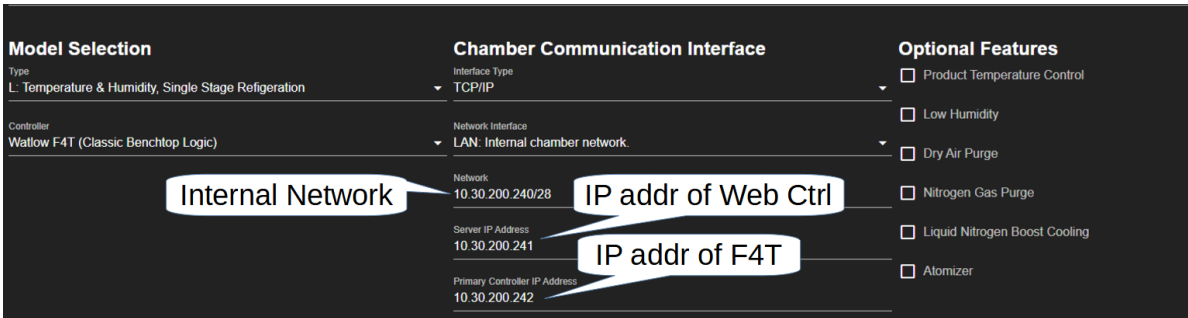 Model Selection
Type
L: Temperature & Humidity, Single Stage Refigeration
Controller
Watlow F4T (Classic Benchtop Logic)
Chamber Communication Interface
Interface Type
TCP/IP
Network Interface
LAN: Internal chamber network.
Network
10.30.200.240/28
Internal Network
Server IP Address
10.30.200.241
IP addr of Web Ctrl
Primary Controller IP Address
10.30.200.242
IP addr of F4T
Optional Features
Product Temperature Control
Low Humidity
Dry Air Purge
Nitrogen Gas Purge
Liquid Nitrogen Boost Cooling
Atomizer